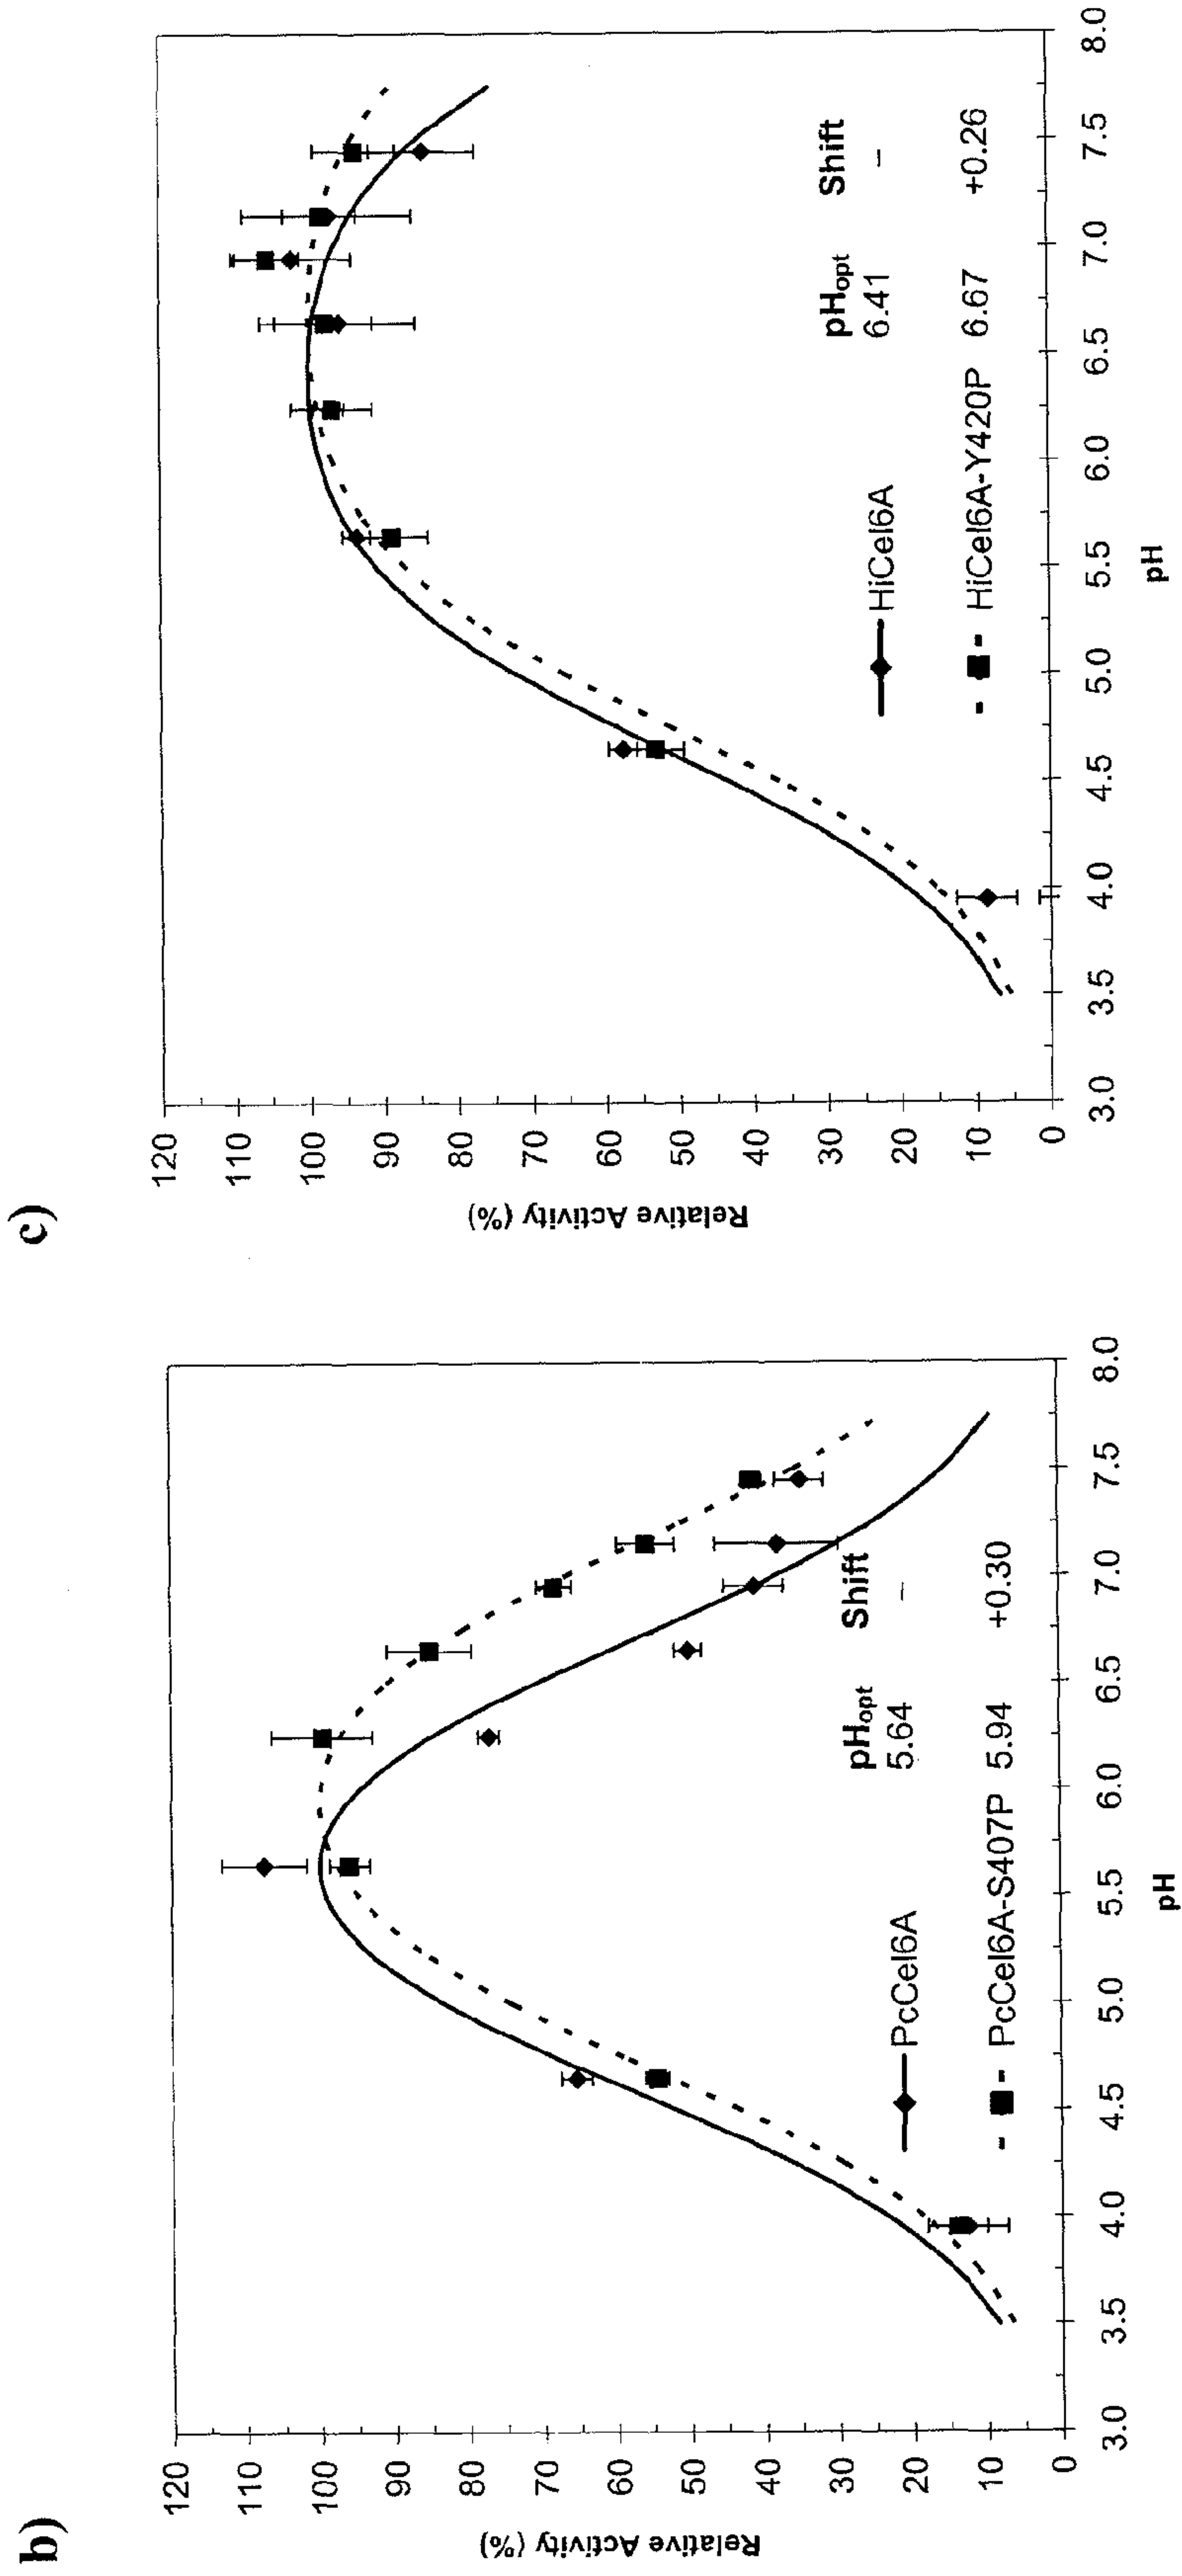 b)
120
110
100
90
80
70
60
50
40
30
20
10
0
Relative Activity (%)
3.0 3.5 4.0 4.5 5.0 5.5 6.0 6.5 7.0 7.5 8.0
pH
pHopt Shift
PcCel6A 5.64 –
PcCel6A-S407P 5.94 +0.30
c)
120
110
100
90
80
70
60
50
40
30
20
10
0
Relative Activity (%)
3.0 3.5 4.0 4.5 5.0 5.5 6.0 6.5 7.0 7.5 8.0
pH
pHopt Shift
HiCel6A 6.41 –
HiCel6A-Y420P 6.67 +0.26